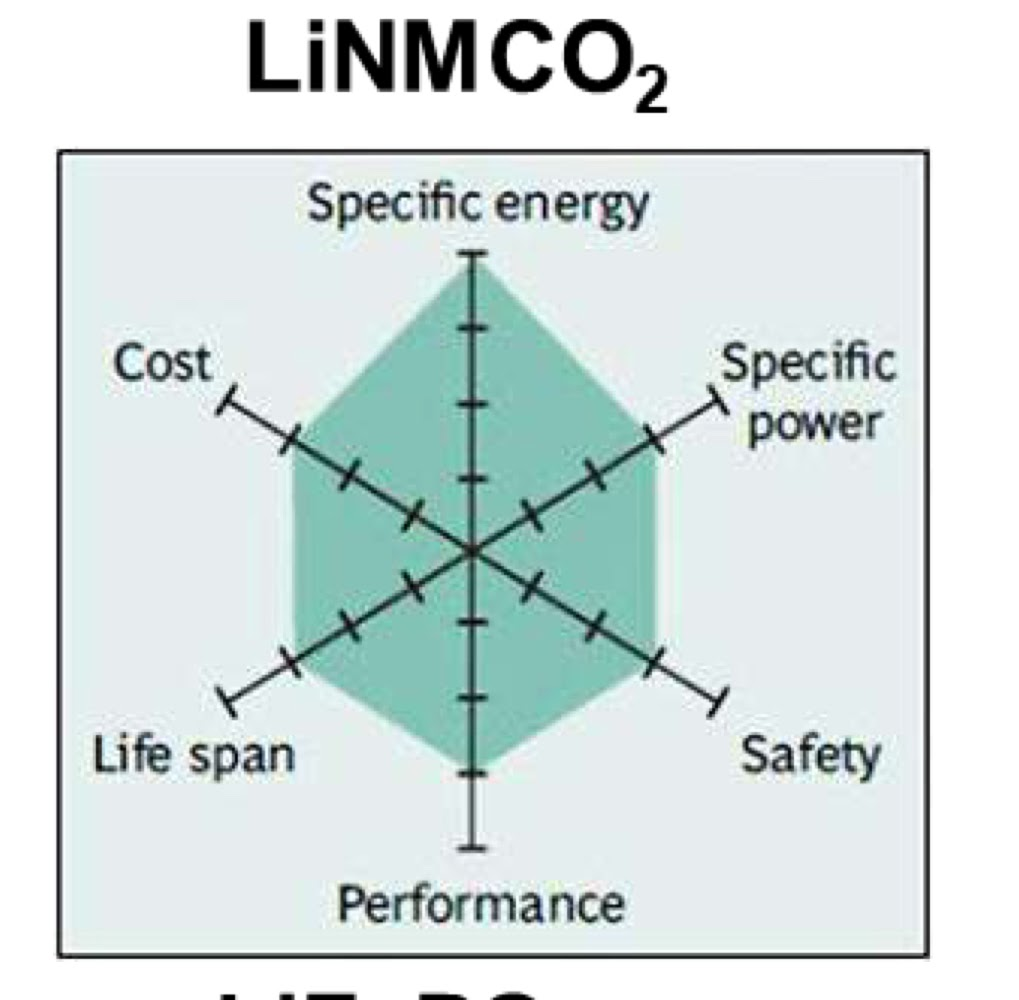 LiNMCO₂
Specific energy
Cost
Specific
power
Life span
Safety
Performance